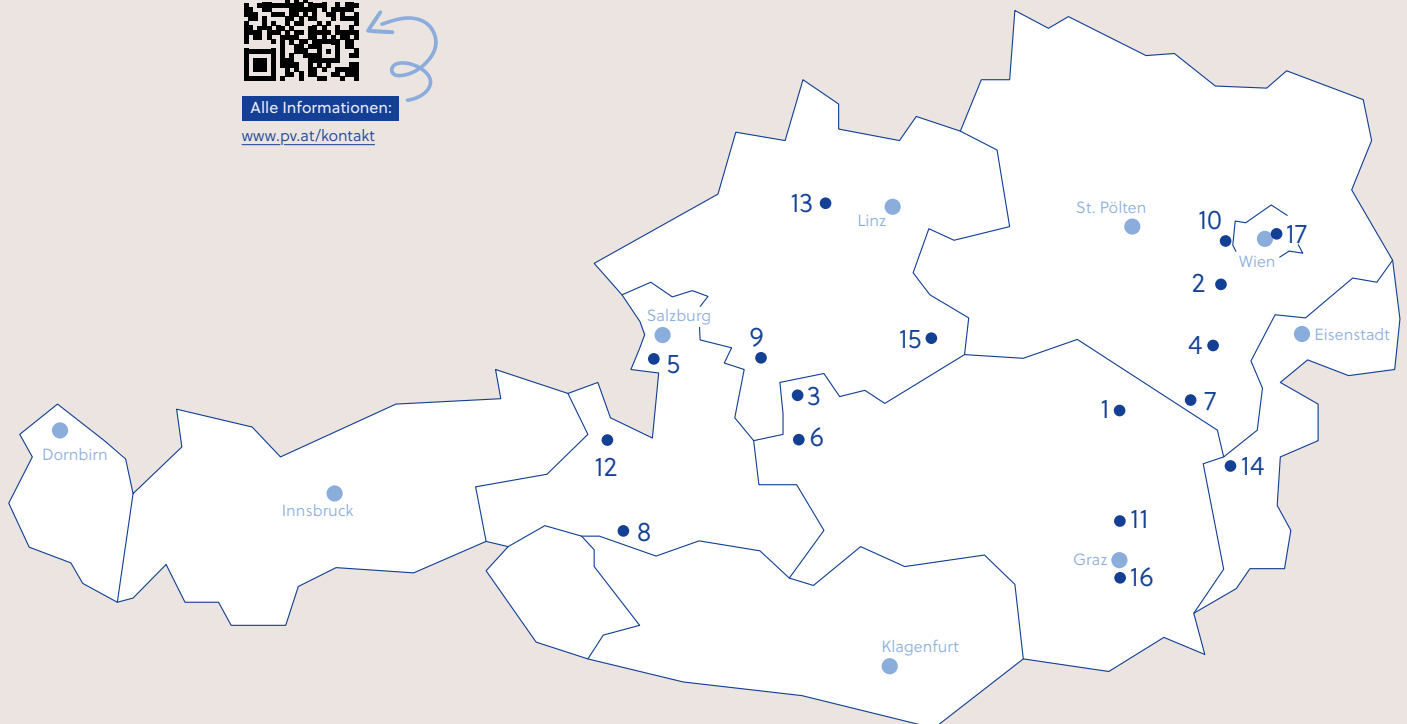 Alle Informationen:
www.pv.at/kontakt
13
Linz
St. Pölten
10
17
Wien
2
Salzburg
5
9
15
4
Eisenstadt
3
6
1
7
Dornbirn
12
14
Innsbruck
8
11
Graz
16
Klagenfurt